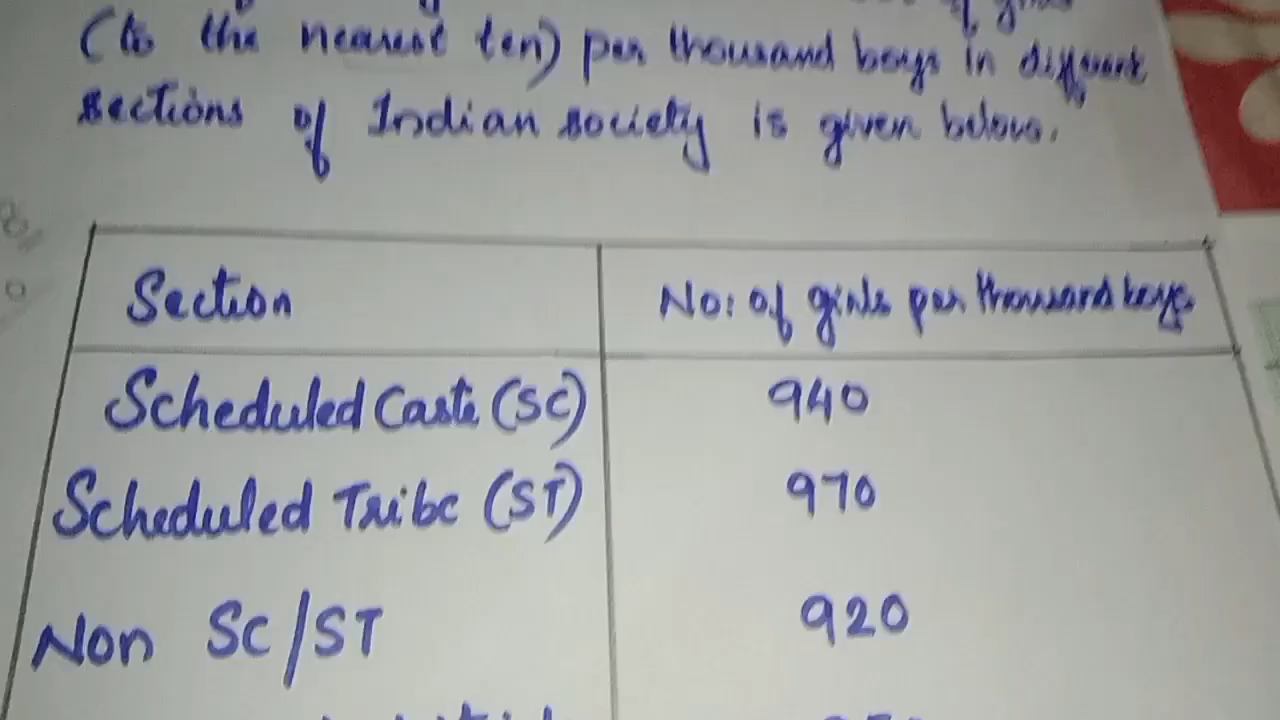 (to the nearest ten) per thousand boys in different
sections of Indian society is given below.
Section No: of girls per thousand boys.
Scheduled Caste (SC) 940
Scheduled Tribe (ST) 970
Non SC/ST 920